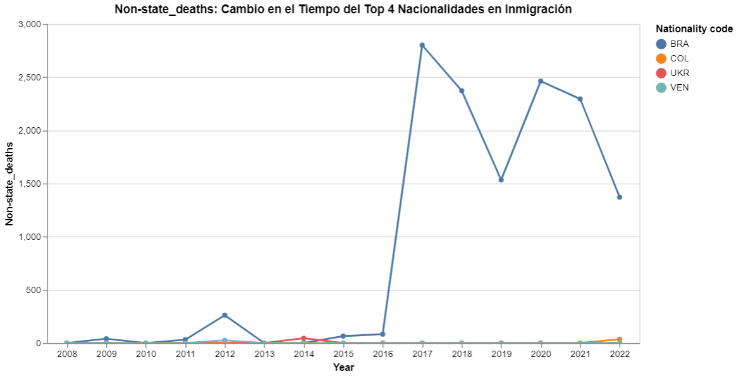 Non-state_deaths: Cambio en el Tiempo del Top 4 Nacionalidades en Inmigración
Nationality code
BRA
COL
UKR
VEN
Non-state_deaths
3,000
2,500
2,000
1,500
1,000
500
0
2008 2009 2010 2011 2012 2013 2014 2015 2016 2017 2018 2019 2020 2021 2022
Year